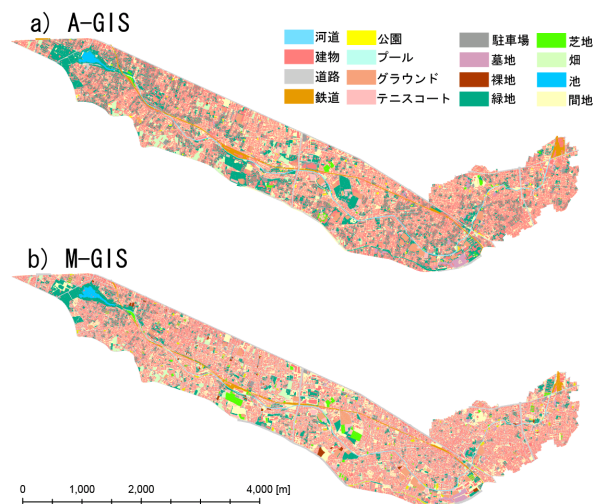 a) A-GIS
河道 公園 駐車場 芝地
建物 プール 墓地 畑
道路 グラウンド 裸地 池
鉄道 テニスコート 緑地 間地
b) M-GIS
0 1,000 2,000 4,000 [m]